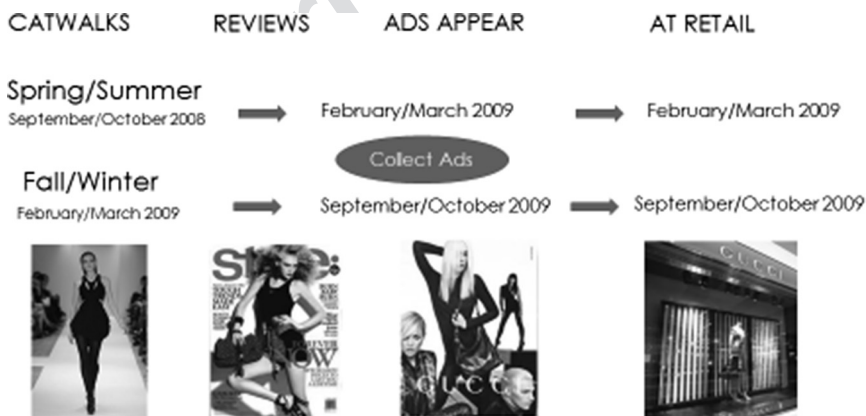 CATWALKS REVIEWS ADS APPEAR AT RETAIL
Spring/Summer
September/October 2008
February/March 2009
February/March 2009
Collect Ads
Fall/Winter
February/March 2009
September/October 2009
September/October 2009
GUCCI
GUCCI